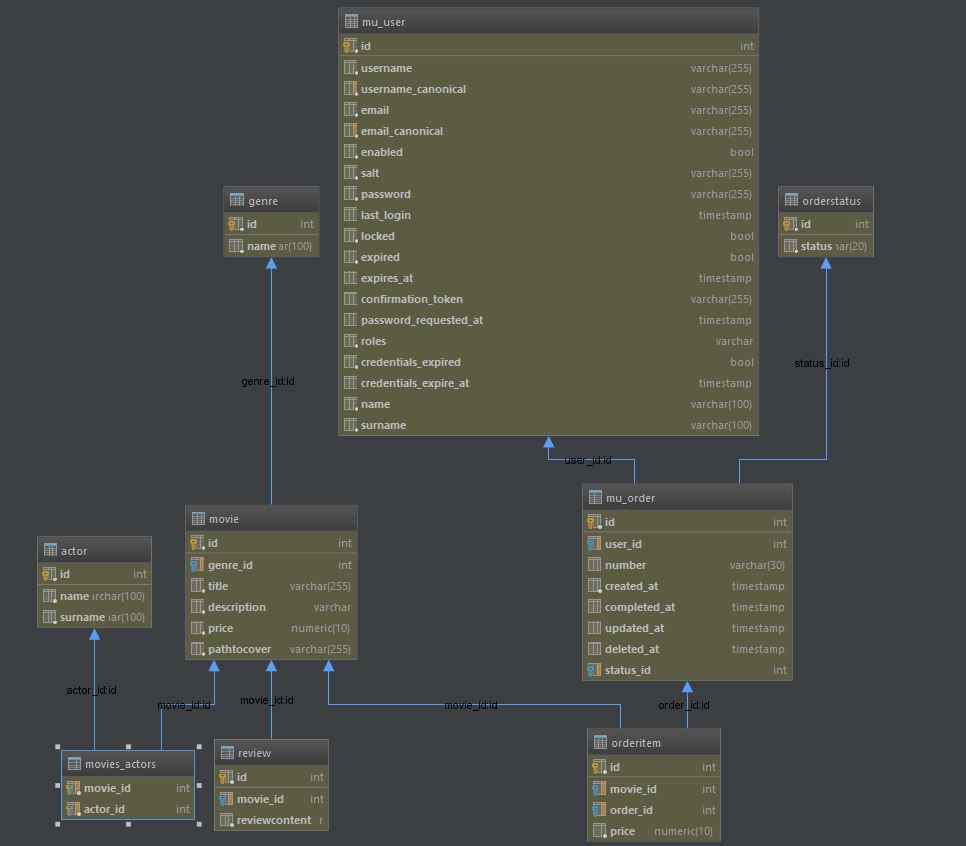 mu_user
id int
username varchar(255)
username_canonical varchar(255)
email varchar(255)
email_canonical varchar(255)
enabled bool
salt varchar(255)
password varchar(255)
last_login timestamp
locked bool
expired bool
expires_at timestamp
confirmation_token varchar(255)
password_requested_at timestamp
roles varchar
credentials_expired bool
credentials_expire_at timestamp
name varchar(100)
surname varchar(100)
genre
id int
name ar(100)
orderstatus
id int
status ar(20)
genre_id:id
status_id:id
user_id:id
mu_order
id int
user_id int
number varchar(30)
created_at timestamp
completed_at timestamp
updated_at timestamp
deleted_at timestamp
status_id int
movie
id int
genre_id int
title varchar(255)
description varchar
price numeric(10)
pathtocover varchar(255)
actor
id int
name rchar(100)
surname ar(100)
actor_id:id
movie_id:id
movie_id:id
movie_id:id
order_id:id
movies_actors
movie_id int
actor_id int
review
id int
movie_id int
reviewcontent r
orderitem
id int
movie_id int
order_id int
price numeric(10)